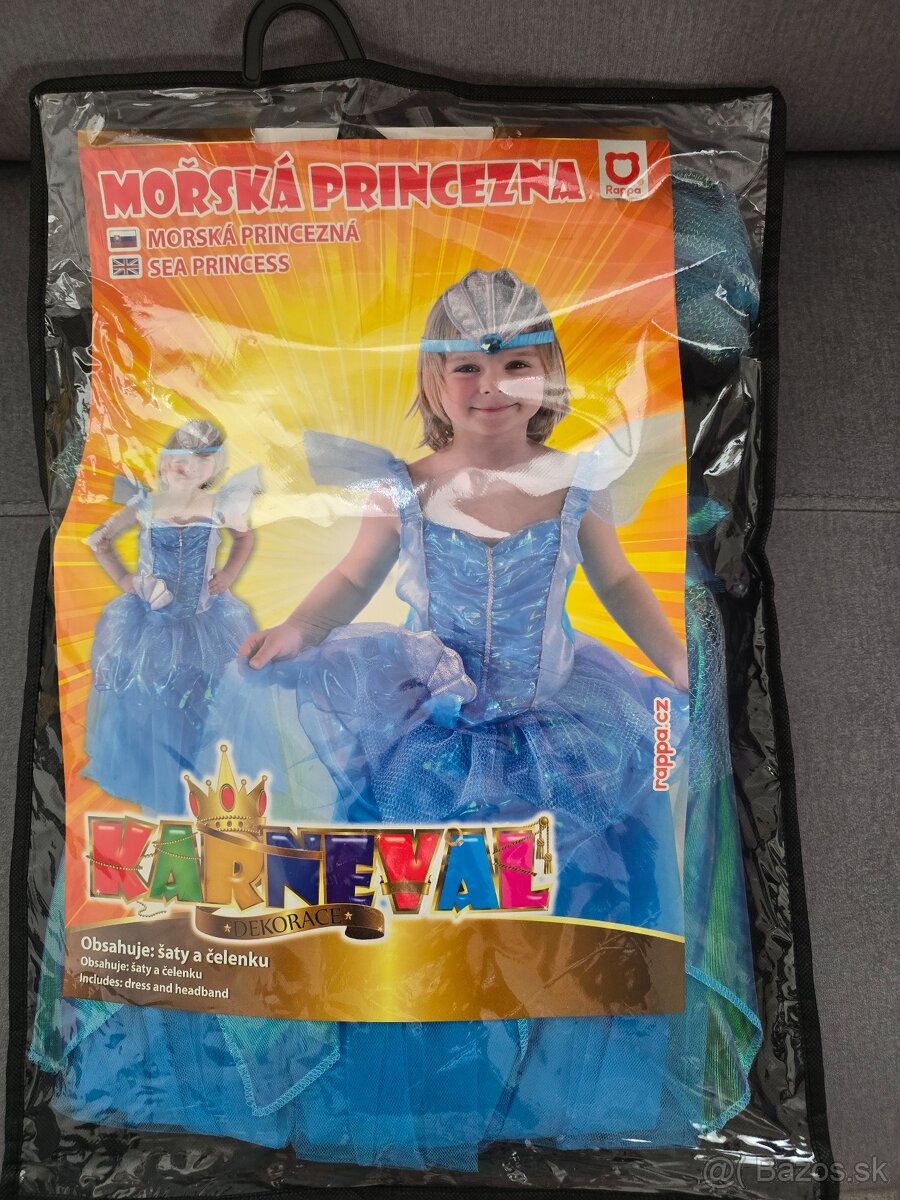 MOŘSKÁ PRINCEZNA
Rappa
MORSKÁ PRINCEZNÁ
SEA PRINCESS
rappa.cz
KARNEVAL
DEKORACE
Obsahuje: šaty a čelenku
Obsahuje: šaty a čelenku
Includes: dress and headband
@( Bazos.sk